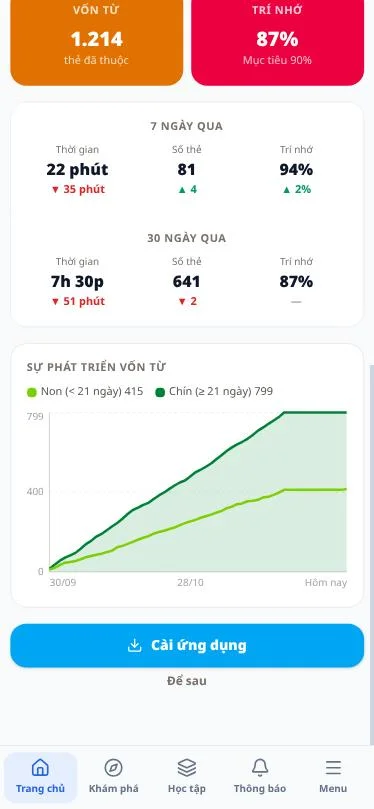 VỐN TỪ
1.214
thẻ đã thuộc
TRÍ NHỚ
87%
Mục tiêu 90%
7 NGÀY QUA
Thời gian Số thẻ Trí nhớ
22 phút 81 94%
▼ 35 phút ▲ 4 ▲ 2%
30 NGÀY QUA
Thời gian Số thẻ Trí nhớ
7h 30p 641 87%
▼ 51 phút ▼ 2 —
SỰ PHÁT TRIỂN VỐN TỪ
Non (< 21 ngày) 415 Chín (≥ 21 ngày) 799
799
400
0
30/09 28/10 Hôm nay
Cài ứng dụng
Để sau
Trang chủ Khám phá Học tập Thông báo Menu